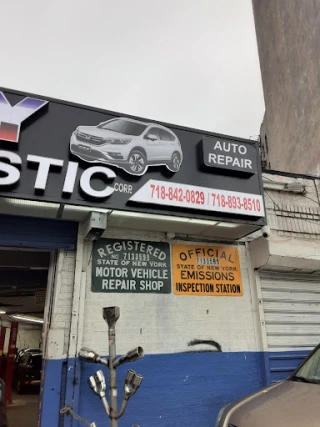 Y
STIC CORR
AUTO
REPAIR
718-842-0829 / 718-893-8510
REGISTERED
STATE OF NEW YORK
MOTOR VEHICLE
REPAIR SHOP
OFFICIAL
STATE OF NEW YORK
EMISSIONS
INSPECTION STATION